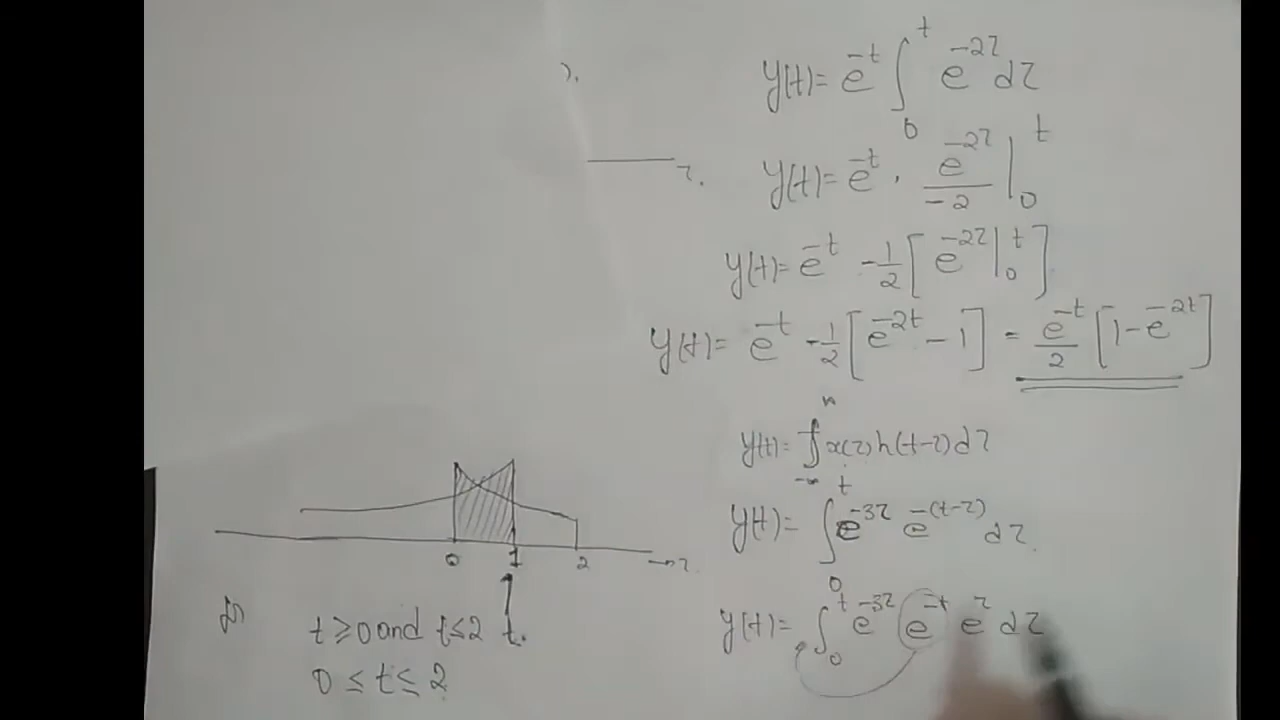 y(t) = e^{-t} ∫_0^t e^{-2τ} dτ
τ.
y(t) = e^{-t} . e^{-2τ}/-2 |_0^t
y(t) = e^{-t} -1/2 [e^{-2τ} |_0^t]
y(t) = e^{-t} -1/2 [e^{-2t} - 1] = e^{-t}/2 [1 - e^{-2t}]
y(t) = ∫_{-∞}^∞ x(τ) h(t-τ) dτ
y(t) = ∫_0^t e^{-3τ} e^{-(t-τ)} dτ
y(t) = ∫_0^t e^{-3τ} e^{-t} e^{τ} dτ
0 1 2 → τ.
t.
t ≥ 0 and t ≤ 2
0 ≤ t ≤ 2